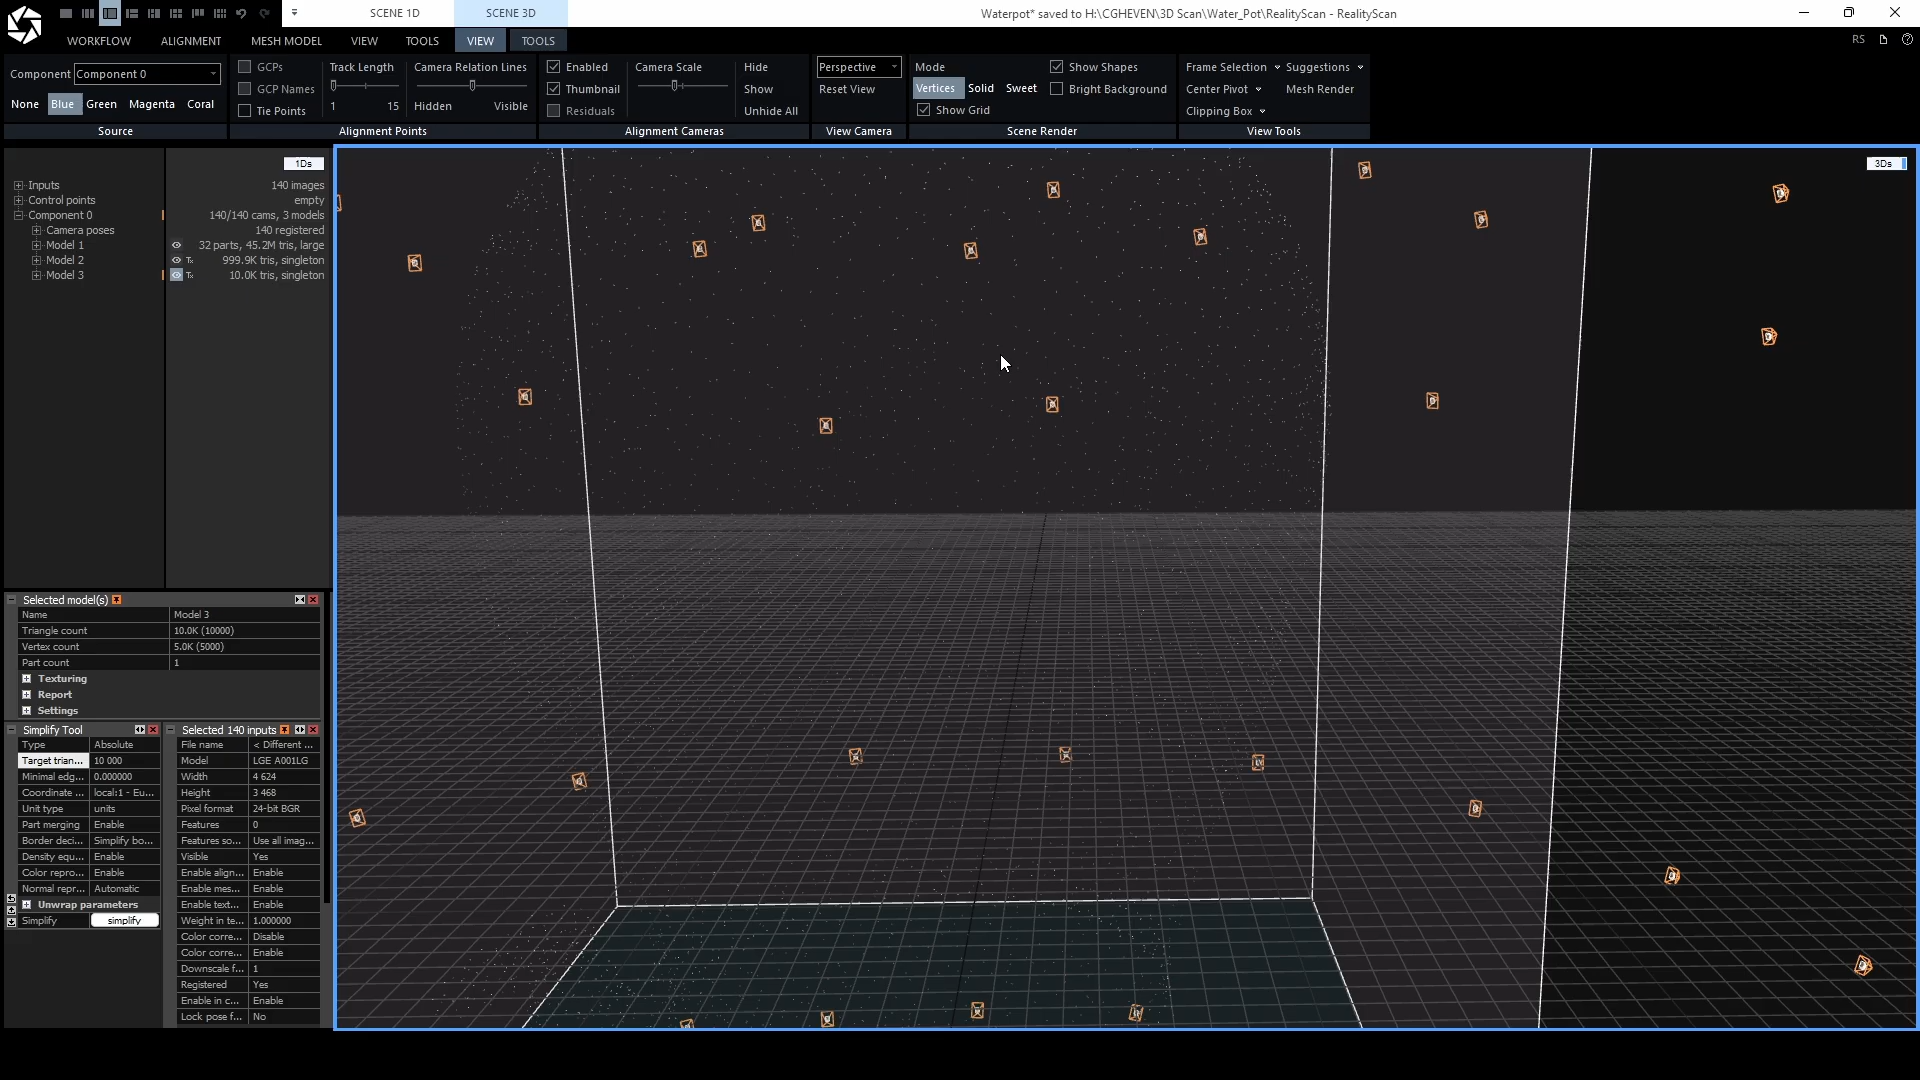 SCENE 1D SCENE 3D Waterpot* saved to H:\CGHEVEN\3D Scan\Water_Pot\RealityScan - RealityScan
WORKFLOW ALIGNMENT MESH MODEL VIEW TOOLS VIEW TOOLS RS
Component Component 0 GCPs Track Length Camera Relation Lines Enabled Camera Scale Hide Perspective Mode Show Shapes Frame Selection Suggestions
GCP Names Thumbnail Show Reset View Vertices Solid Sweet Bright Background Center Pivot Mesh Render
None Blue Green Magenta Coral Tie Points 1 15 Hidden Visible Residuals Unhide All Show Grid Clipping Box
Source Alignment Points Alignment Cameras View Camera Scene Render View Tools
1Ds 3Ds
Inputs 140 images
Control points empty
Component 0 140/140 cams, 3 models
Camera poses 140 registered
Model 1 32 parts, 45.2M tris, large
Model 2 Tx 999.9K tris, singleton
Model 3 Tx 10.0K tris, singleton
Selected model(s)
Name Model 3
Triangle count 10.0K (10000)
Vertex count 5.0K (5000)
Part count 1
Texturing
Report
Settings
Simplify Tool Selected 140 inputs
Type Absolute File name < Different ...
Target trian... 10 000 Model LGE A001LG
Minimal edg... 0.000000 Width 4 624
Coordinate ... local:1 - Eu... Height 3 468
Unit type units Pixel format 24-bit BGR
Part merging Enable Features 0
Border deci... Simplify bo... Features so... Use all imag...
Density equ... Enable Visible Yes
Color repro... Enable Enable align... Enable
Normal repr... Automatic Enable mes... Enable
Unwrap parameters Enable text... Enable
Simplify simplify Weight in te... 1.000000
Color corre... Disable
Color corre... Enable
Downscale f... 1
Registered Yes
Enable in c... Enable
Lock pose f... No